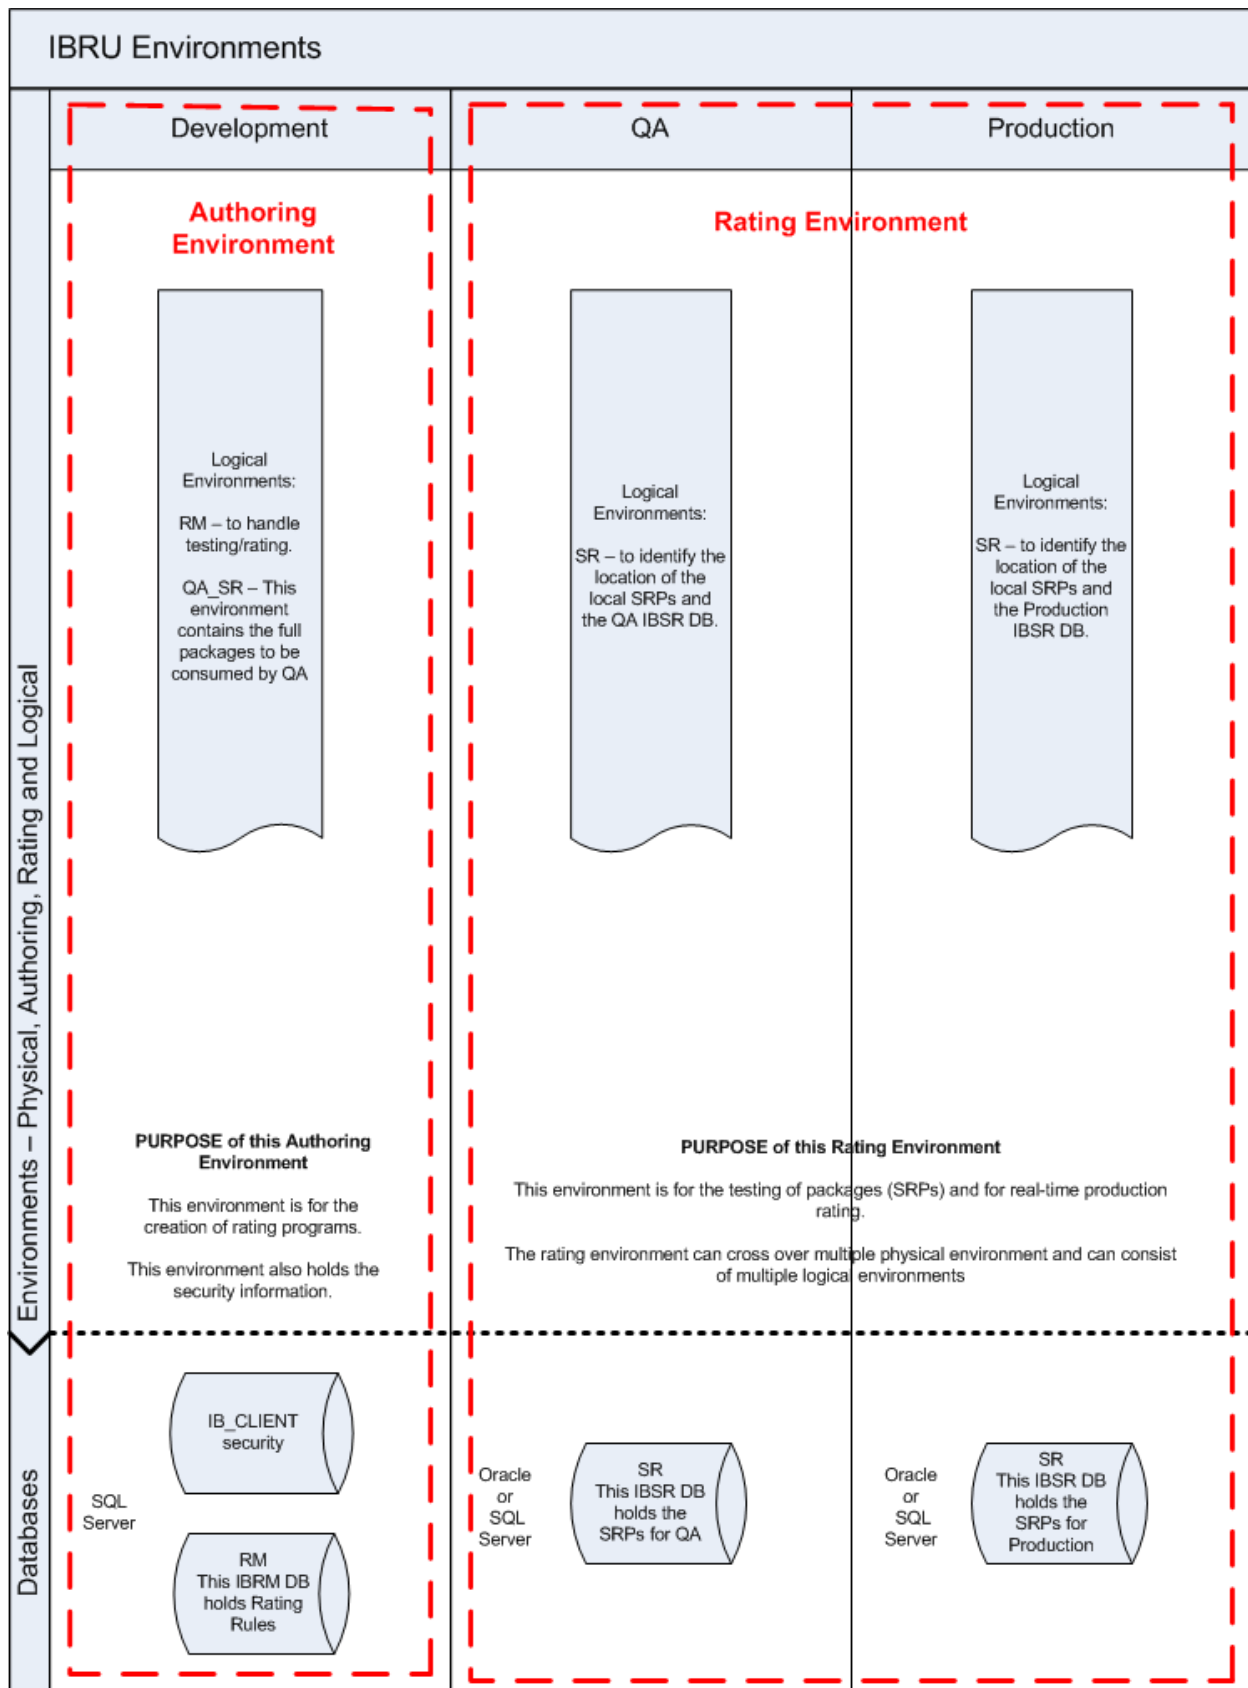 IBRU Environments
Development
QA
Production
Environments – Physical, Authoring, Rating and Logical
Authoring
Environment
Rating Environment
Logical
Environments:
RM – to handle
testing/rating.
QA_SR – This
environment
contains the full
packages to be
consumed by QA
Logical
Environments:
SR – to identify the
location of the
local SRPs and
the QA IBSR DB.
Logical
Environments:
SR – to identify the
location of the
local SRPs and
the Production
IBSR DB.
PURPOSE of this Authoring
Environment
This environment is for the
creation of rating programs.
This environment also holds the
security information.
PURPOSE of this Rating Environment
This environment is for the testing of packages (SRPs) and for real-time production
rating.
The rating environment can cross over multiple physical environment and can consist
of multiple logical environments
Databases
SQL
Server
IB_CLIENT
security
RM
This IBRM DB
holds Rating
Rules
Oracle
or
SQL
Server
SR
This IBSR DB
holds the
SRPs for QA
Oracle
or
SQL
Server
SR
This IBSR DB
holds the
SRPs for
Production